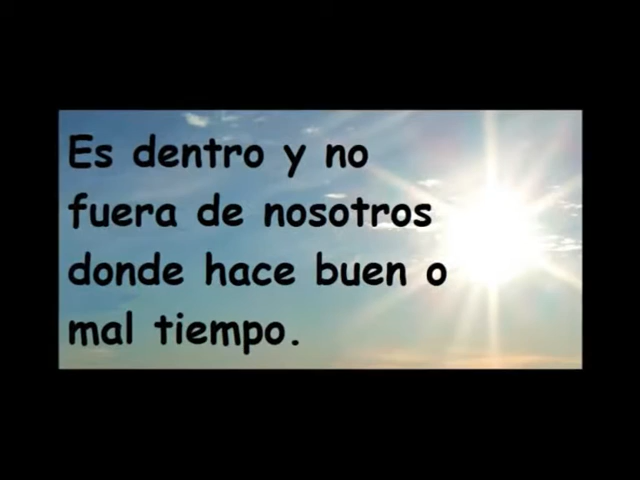 Es dentro y no
fuera de nosotros
donde hace buen o
mal tiempo.